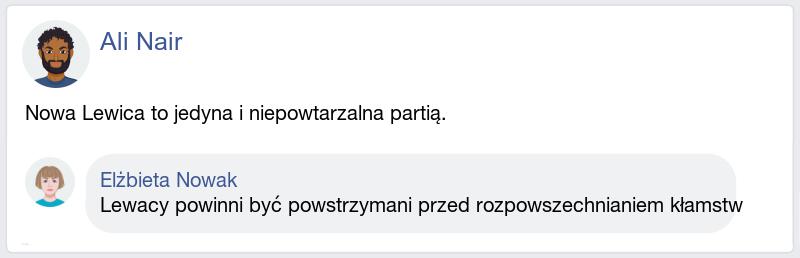 Ali Nair
Nowa Lewica to jedyna i niepowtarzalna partią.
Elżbieta Nowak
Lewacy powinni być powstrzymani przed rozpowszechnianiem kłamstw